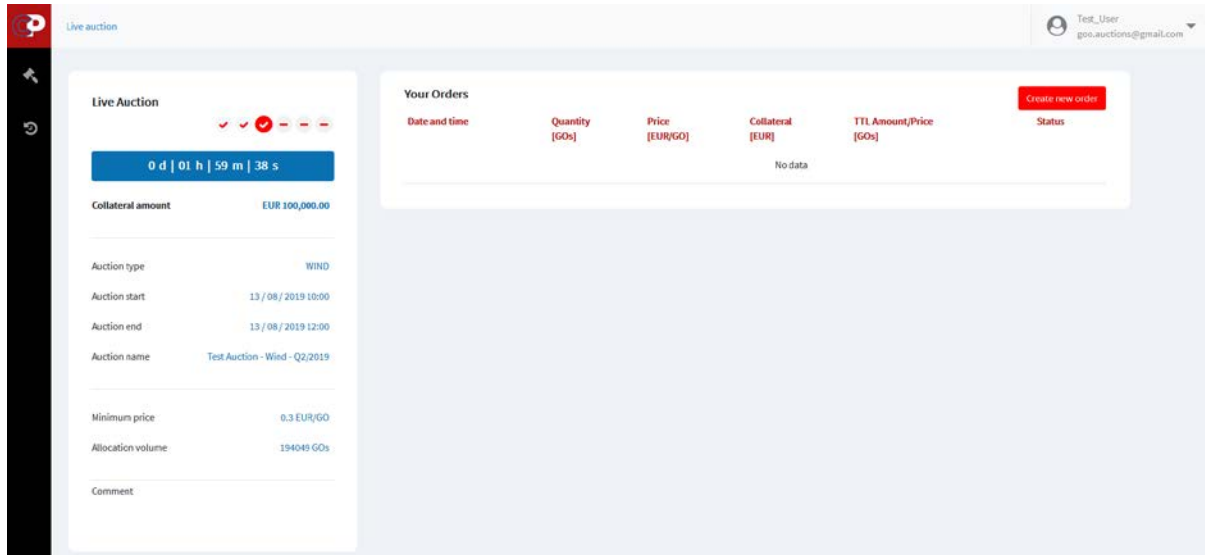 Live auction
Test_User
goo.auctions@gmail.com
Live Auction
0 d | 01 h | 59 m | 38 s
Collateral amount EUR 100,000.00
Auction type WIND
Auction start 13 / 08 / 2019 10:00
Auction end 13 / 08 / 2019 12:00
Auction name Test Auction - Wind - Q2/2019
Minimum price 0.3 EUR/GO
Allocation volume 194049 GOs
Comment
Your Orders
Create new order
Date and time Quantity Price Collateral TTL Amount/Price Status
[GOs] [EUR/GO] [EUR] [GOs]
No data